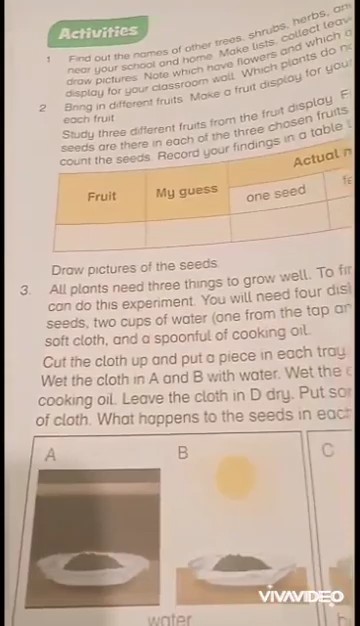 Activities
1 Find out the names of other trees, shrubs, herbs, an
near your school and home. Make lists, collect leav
draw pictures. Note which have flowers and which d
display for your classroom wall. Which plants do no
2 Bring in different fruits. Make a fruit display for you
each fruit.
Study three different fruits from the fruit display. F
seeds are there in each of the three chosen fruits
count the seeds. Record your findings in a table l
Fruit My guess Actual n
one seed fe
Draw pictures of the seeds.
3. All plants need three things to grow well. To fin
can do this experiment. You will need four dis
seeds, two cups of water (one from the tap an
soft cloth, and a spoonful of cooking oil.
Cut the cloth up and put a piece in each tray.
Wet the cloth in A and B with water. Wet the c
cooking oil. Leave the cloth in D dry. Put so
of cloth. What happens to the seeds in each
A B C
water
VIVAVIDEO